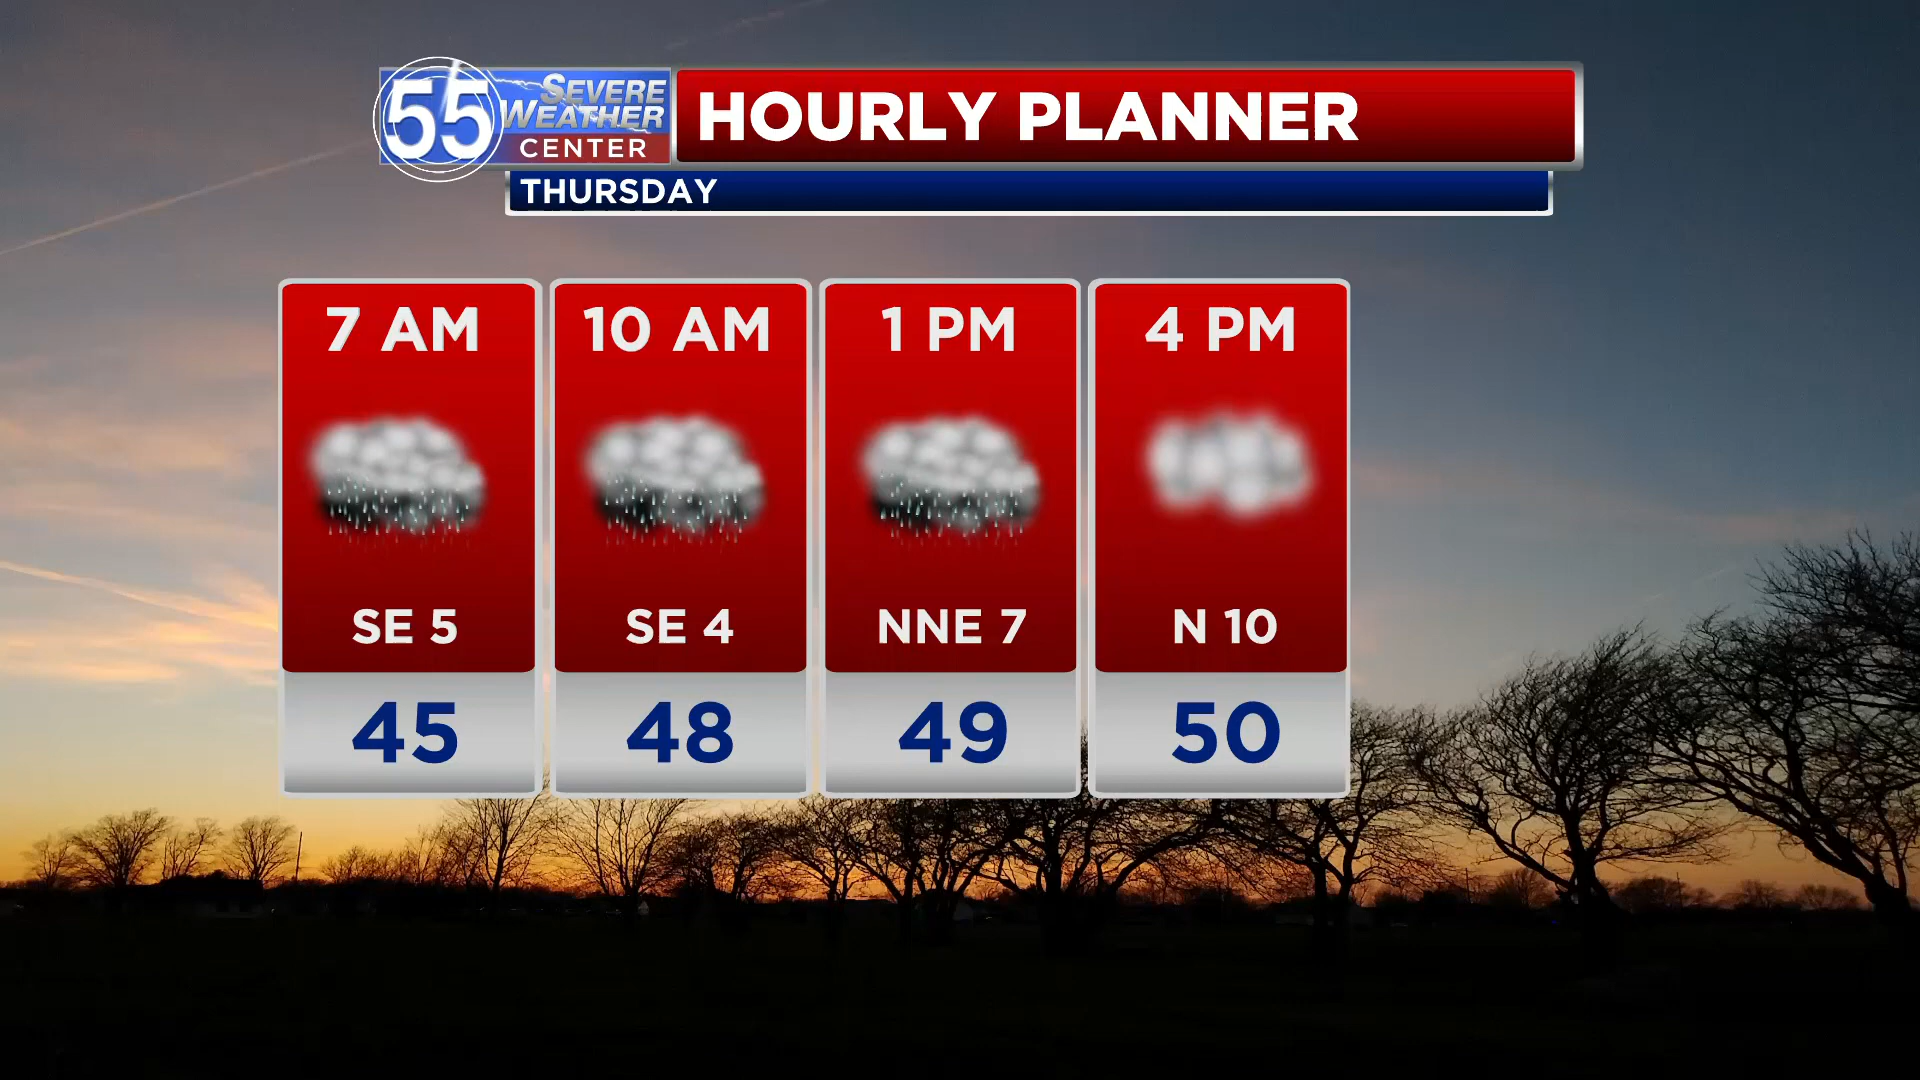 55 SEVERE
WEATHER
CENTER
HOURLY PLANNER
THURSDAY
7 AM
SE 5
45
10 AM
SE 4
48
1 PM
NNE 7
49
4 PM
N 10
50